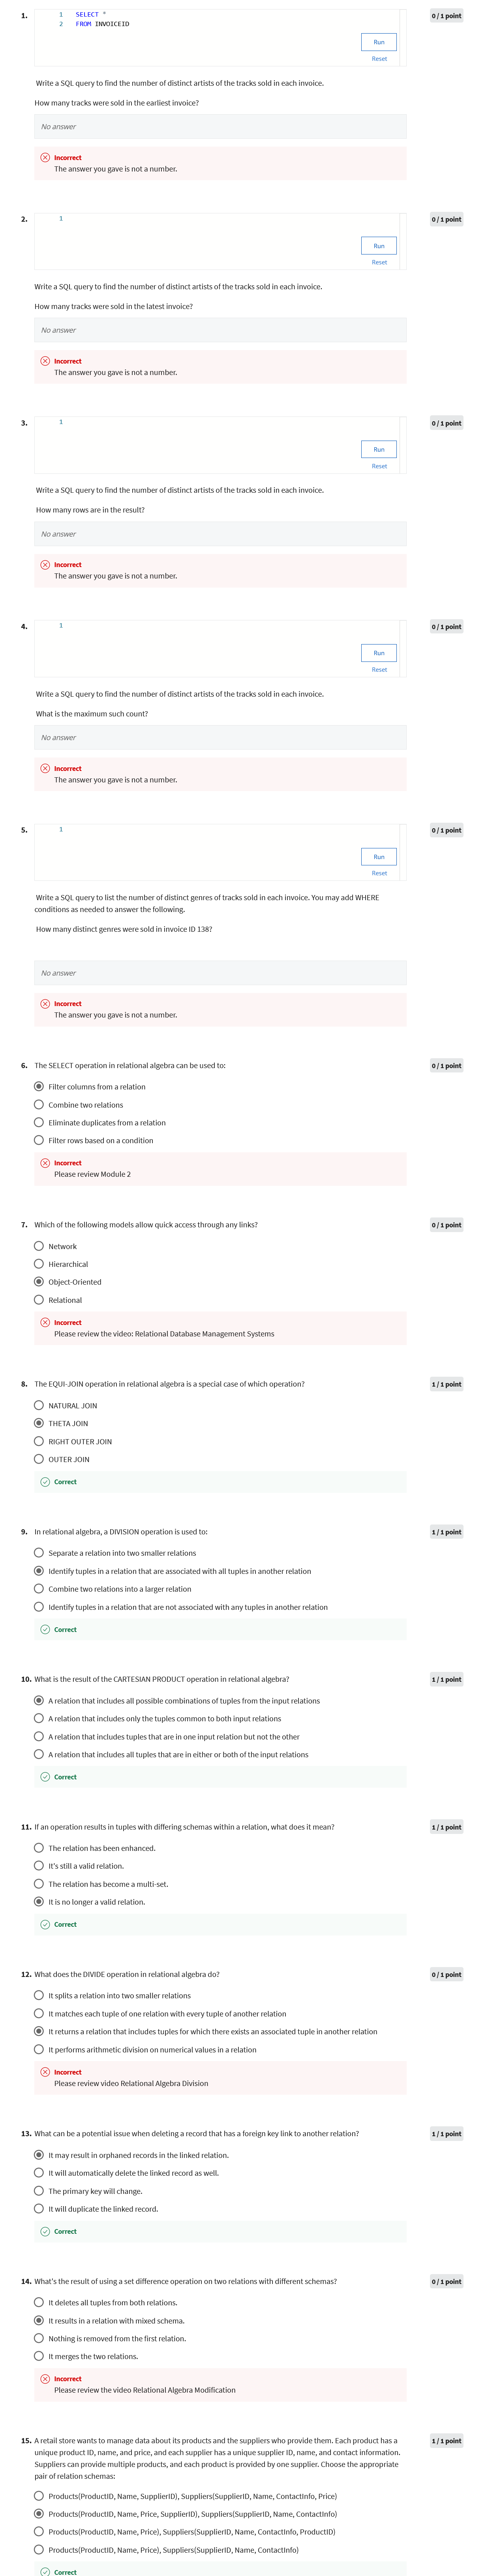 1.
1 SELECT *
2 FROM INVOICEID
0 / 1 point
Run
Reset
Write a SQL query to find the number of distinct artists of the tracks sold in each invoice.
How many tracks were sold in the earliest invoice?
No answer
Incorrect
The answer you gave is not a number.
2.
1
0 / 1 point
Run
Reset
Write a SQL query to find the number of distinct artists of the tracks sold in each invoice.
How many tracks were sold in the latest invoice?
No answer
Incorrect
The answer you gave is not a number.
3.
1
0 / 1 point
Run
Reset
Write a SQL query to find the number of distinct artists of the tracks sold in each invoice.
How many rows are in the result?
No answer
Incorrect
The answer you gave is not a number.
4.
1
0 / 1 point
Run
Reset
Write a SQL query to find the number of distinct artists of the tracks sold in each invoice.
What is the maximum such count?
No answer
Incorrect
The answer you gave is not a number.
5.
1
0 / 1 point
Run
Reset
Write a SQL query to list the number of distinct genres of tracks sold in each invoice. You may add WHERE
conditions as needed to answer the following.
How many distinct genres were sold in invoice ID 138?
No answer
Incorrect
The answer you gave is not a number.
6. The SELECT operation in relational algebra can be used to:
0 / 1 point
Filter columns from a relation
Combine two relations
Eliminate duplicates from a relation
Filter rows based on a condition
Incorrect
Please review Module 2
7. Which of the following models allow quick access through any links?
0 / 1 point
Network
Hierarchical
Object-Oriented
Relational
Incorrect
Please review the video: Relational Database Management Systems
8. The EQUI-JOIN operation in relational algebra is a special case of which operation?
1 / 1 point
NATURAL JOIN
THETA JOIN
RIGHT OUTER JOIN
OUTER JOIN
Correct
9. In relational algebra, a DIVISION operation is used to:
1 / 1 point
Separate a relation into two smaller relations
Identify tuples in a relation that are associated with all tuples in another relation
Combine two relations into a larger relation
Identify tuples in a relation that are not associated with any tuples in another relation
Correct
10. What is the result of the CARTESIAN PRODUCT operation in relational algebra?
1 / 1 point
A relation that includes all possible combinations of tuples from the input relations
A relation that includes only the tuples common to both input relations
A relation that includes tuples that are in one input relation but not the other
A relation that includes all tuples that are in either or both of the input relations
Correct
11. If an operation results in tuples with differing schemas within a relation, what does it mean?
1 / 1 point
The relation has been enhanced.
It's still a valid relation.
The relation has become a multi-set.
It is no longer a valid relation.
Correct
12. What does the DIVIDE operation in relational algebra do?
0 / 1 point
It splits a relation into two smaller relations
It matches each tuple of one relation with every tuple of another relation
It returns a relation that includes tuples for which there exists an associated tuple in another relation
It performs arithmetic division on numerical values in a relation
Incorrect
Please review video Relational Algebra Division
13. What can be a potential issue when deleting a record that has a foreign key link to another relation?
1 / 1 point
It may result in orphaned records in the linked relation.
It will automatically delete the linked record as well.
The primary key will change.
It will duplicate the linked record.
Correct
14. What's the result of using a set difference operation on two relations with different schemas?
0 / 1 point
It deletes all tuples from both relations.
It results in a relation with mixed schema.
Nothing is removed from the first relation.
It merges the two relations.
Incorrect
Please review the video Relational Algebra Modification
15. A retail store wants to manage data about its products and the suppliers who provide them. Each product has a
1 / 1 point
unique product ID, name, and price, and each supplier has a unique supplier ID, name, and contact information.
Suppliers can provide multiple products, and each product is provided by one supplier. Choose the appropriate
pair of relation schemas:
Products(ProductID, Name, SupplierID), Suppliers(SupplierID, Name, ContactInfo, Price)
Products(ProductID, Name, Price, SupplierID), Suppliers(SupplierID, Name, ContactInfo)
Products(ProductID, Name, Price), Suppliers(SupplierID, Name, ContactInfo, ProductID)
Products(ProductID, Name, Price), Suppliers(SupplierID, Name, ContactInfo)
Correct